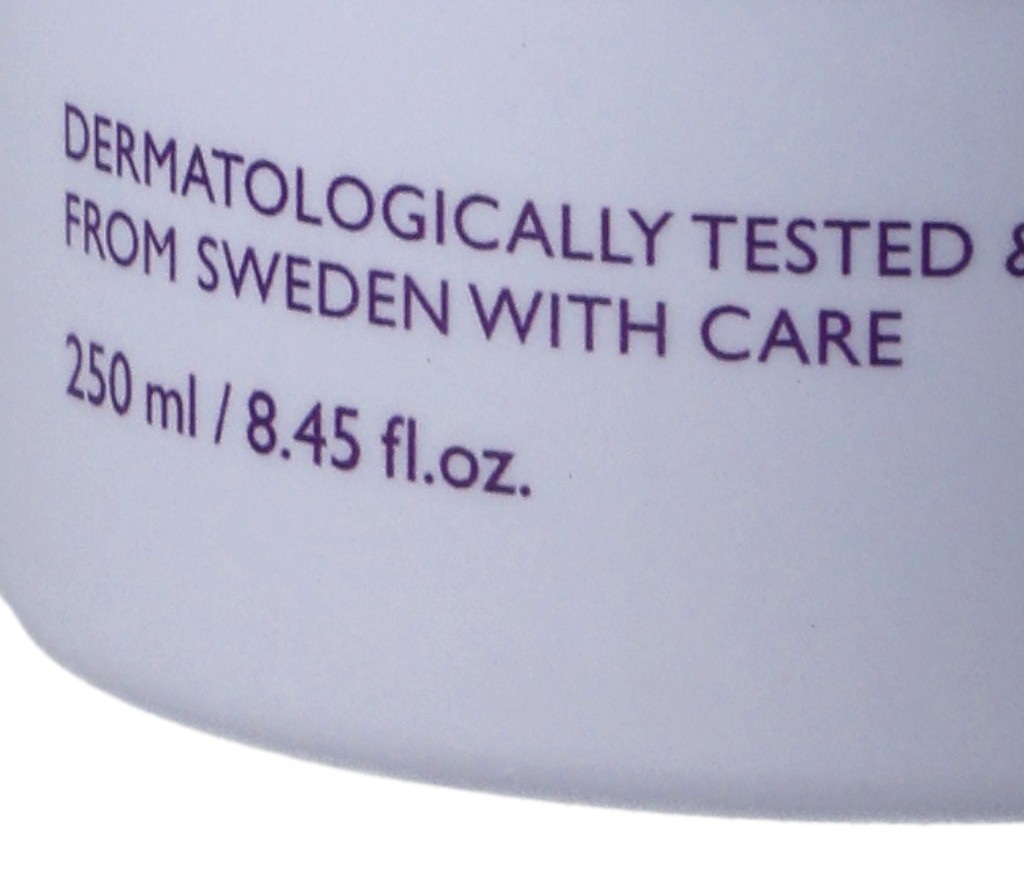 DERMATOLOGICALLY TESTED &
FROM SWEDEN WITH CARE
250 ml / 8.45 fl.oz.